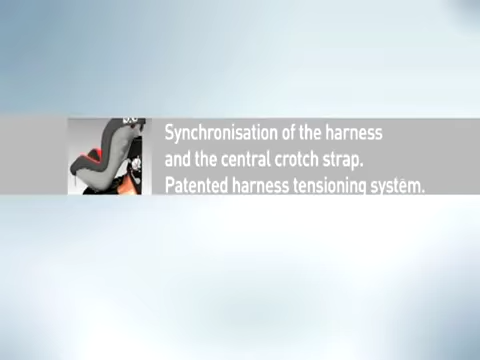 Synchronisation of the harness
and the central crotch strap.
Patented harness tensioning system.